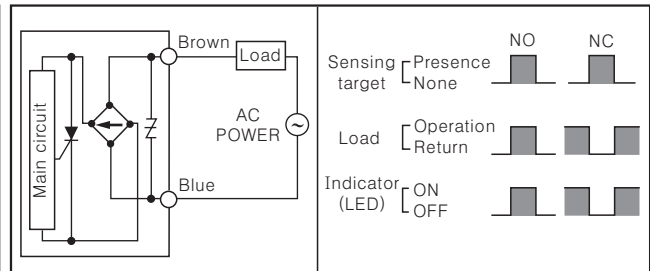 Main circuit
Brown
Load
AC
POWER
Blue
NO NC
Sensing
target
Presence
None
Load
Operation
Return
Indicator
(LED)
ON
OFF